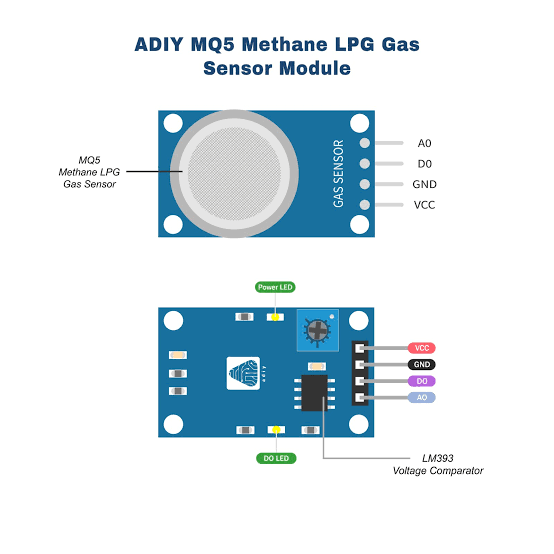 ADIY MQ5 Methane LPG Gas
Sensor Module
MQ5
Methane LPG
Gas Sensor
GAS SENSOR
A0
D0
GND
VCC
Power LED
adiy
VCC
GND
DO
AO
DO LED
LM393
Voltage Comparator